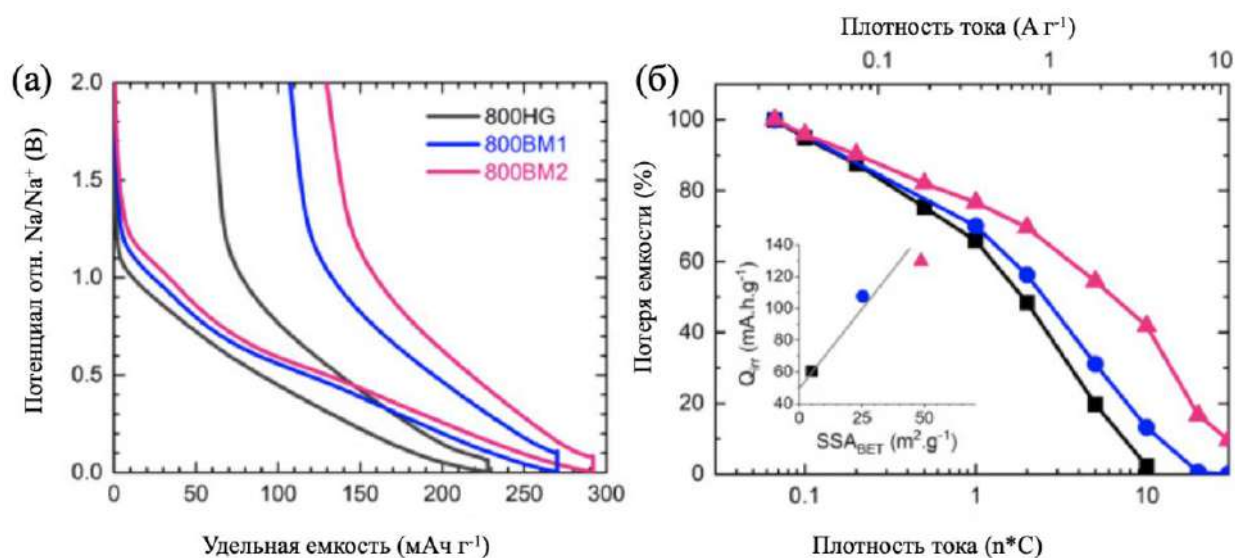 (а)
Потенциал отн. Na/Na⁺ (В)
2.0
1.5
1.0
0.5
0.0
800HG
800BM1
800BM2
0 50 100 150 200 250 300
Удельная емкость (мАч г⁻¹)
(б)
Плотность тока (А г⁻¹)
0.1 1 10
Потеря емкости (%)
100
80
60
40
20
0
Qirr (mA.h.g⁻¹)
140
120
100
80
60
40
0 25 50
SSABET (m².g⁻¹)
0.1 1 10
Плотность тока (n*C)